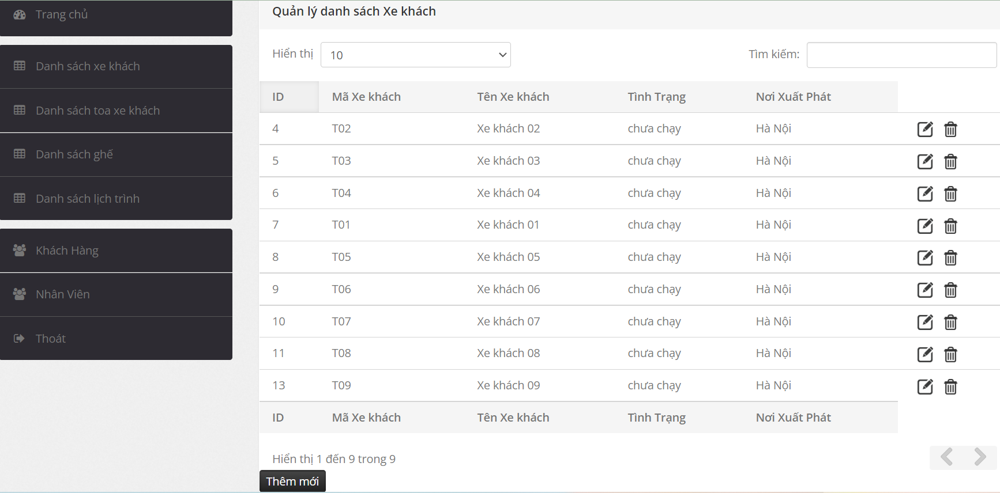 Trang chủ
Danh sách xe khách
Danh sách toa xe khách
Danh sách ghế
Danh sách lịch trình
Khách Hàng
Nhân Viên
Thoát
Quản lý danh sách Xe khách
Hiển thị 10 Tìm kiếm:
ID Mã Xe khách Tên Xe khách Tình Trạng Nơi Xuất Phát
4 T02 Xe khách 02 chưa chạy Hà Nội
5 T03 Xe khách 03 chưa chạy Hà Nội
6 T04 Xe khách 04 chưa chạy Hà Nội
7 T01 Xe khách 01 chưa chạy Hà Nội
8 T05 Xe khách 05 chưa chạy Hà Nội
9 T06 Xe khách 06 chưa chạy Hà Nội
10 T07 Xe khách 07 chưa chạy Hà Nội
11 T08 Xe khách 08 chưa chạy Hà Nội
13 T09 Xe khách 09 chưa chạy Hà Nội
ID Mã Xe khách Tên Xe khách Tình Trạng Nơi Xuất Phát
Hiển thị 1 đến 9 trong 9
Thêm mới